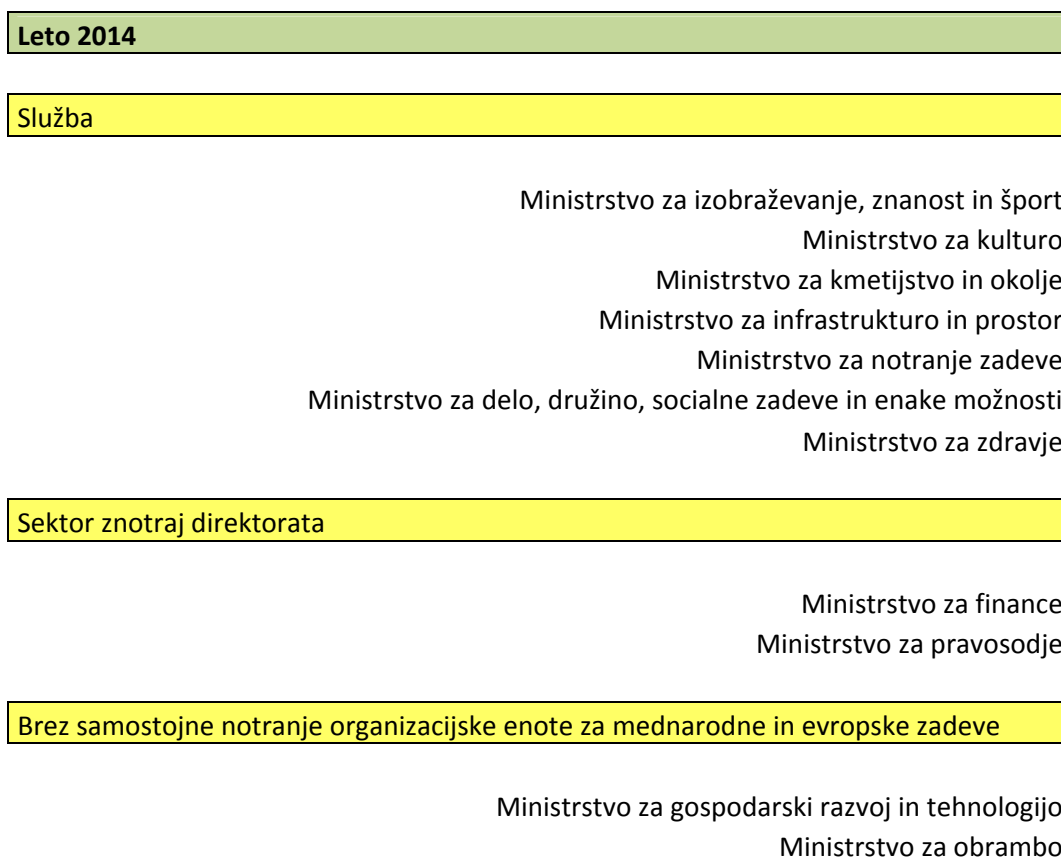 Leto 2014
Služba
Ministrstvo za izobraževanje, znanost in šport
Ministrstvo za kulturo
Ministrstvo za kmetijstvo in okolje
Ministrstvo za infrastrukturo in prostor
Ministrstvo za notranje zadeve
Ministrstvo za delo, družino, socialne zadeve in enake možnosti
Ministrstvo za zdravje
Sektor znotraj direktorata
Ministrstvo za finance
Ministrstvo za pravosodje
Brez samostojne notranje organizacijske enote za mednarodne in evropske zadeve
Ministrstvo za gospodarski razvoj in tehnologijo
Ministrstvo za obrambo